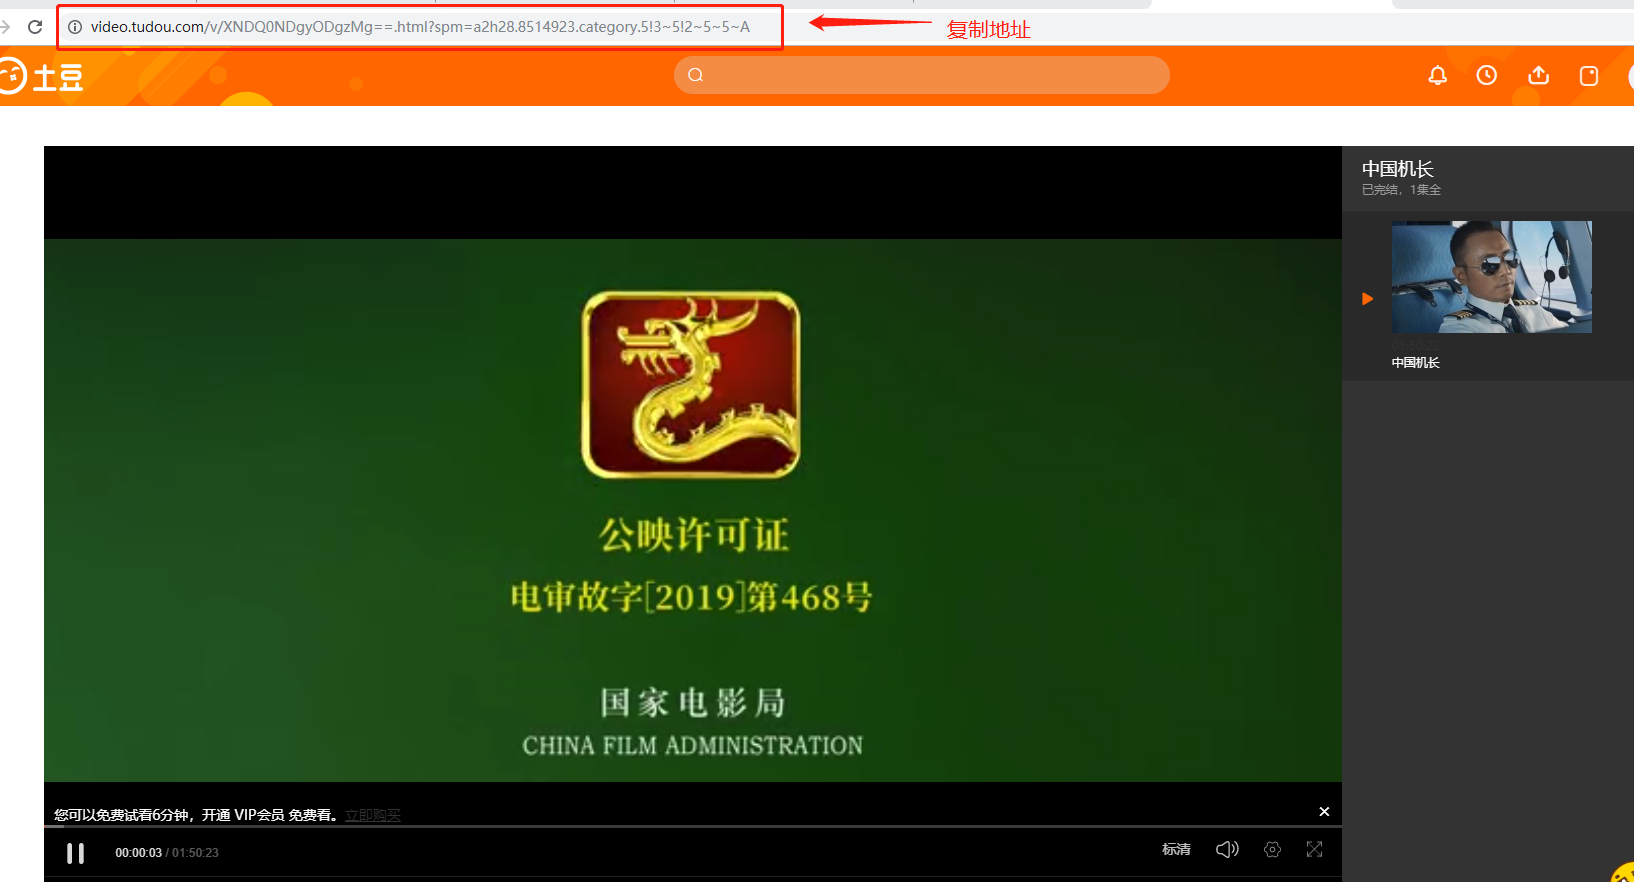 video.tudou.com/v/XNDQ0NDgyODgzMg==.html?spm=a2h28.8514923.category.5!3~5!2~5~5~A
复制地址
土豆
中国机长
已完结，1集全
01:50:22
中国机长
公映许可证
电审故字[2019]第468号
国家电影局
CHINA FILM ADMINISTRATION
您可以免费试看6分钟，开通 VIP会员 免费看。立即购买
00:00:03 / 01:50:23
标清